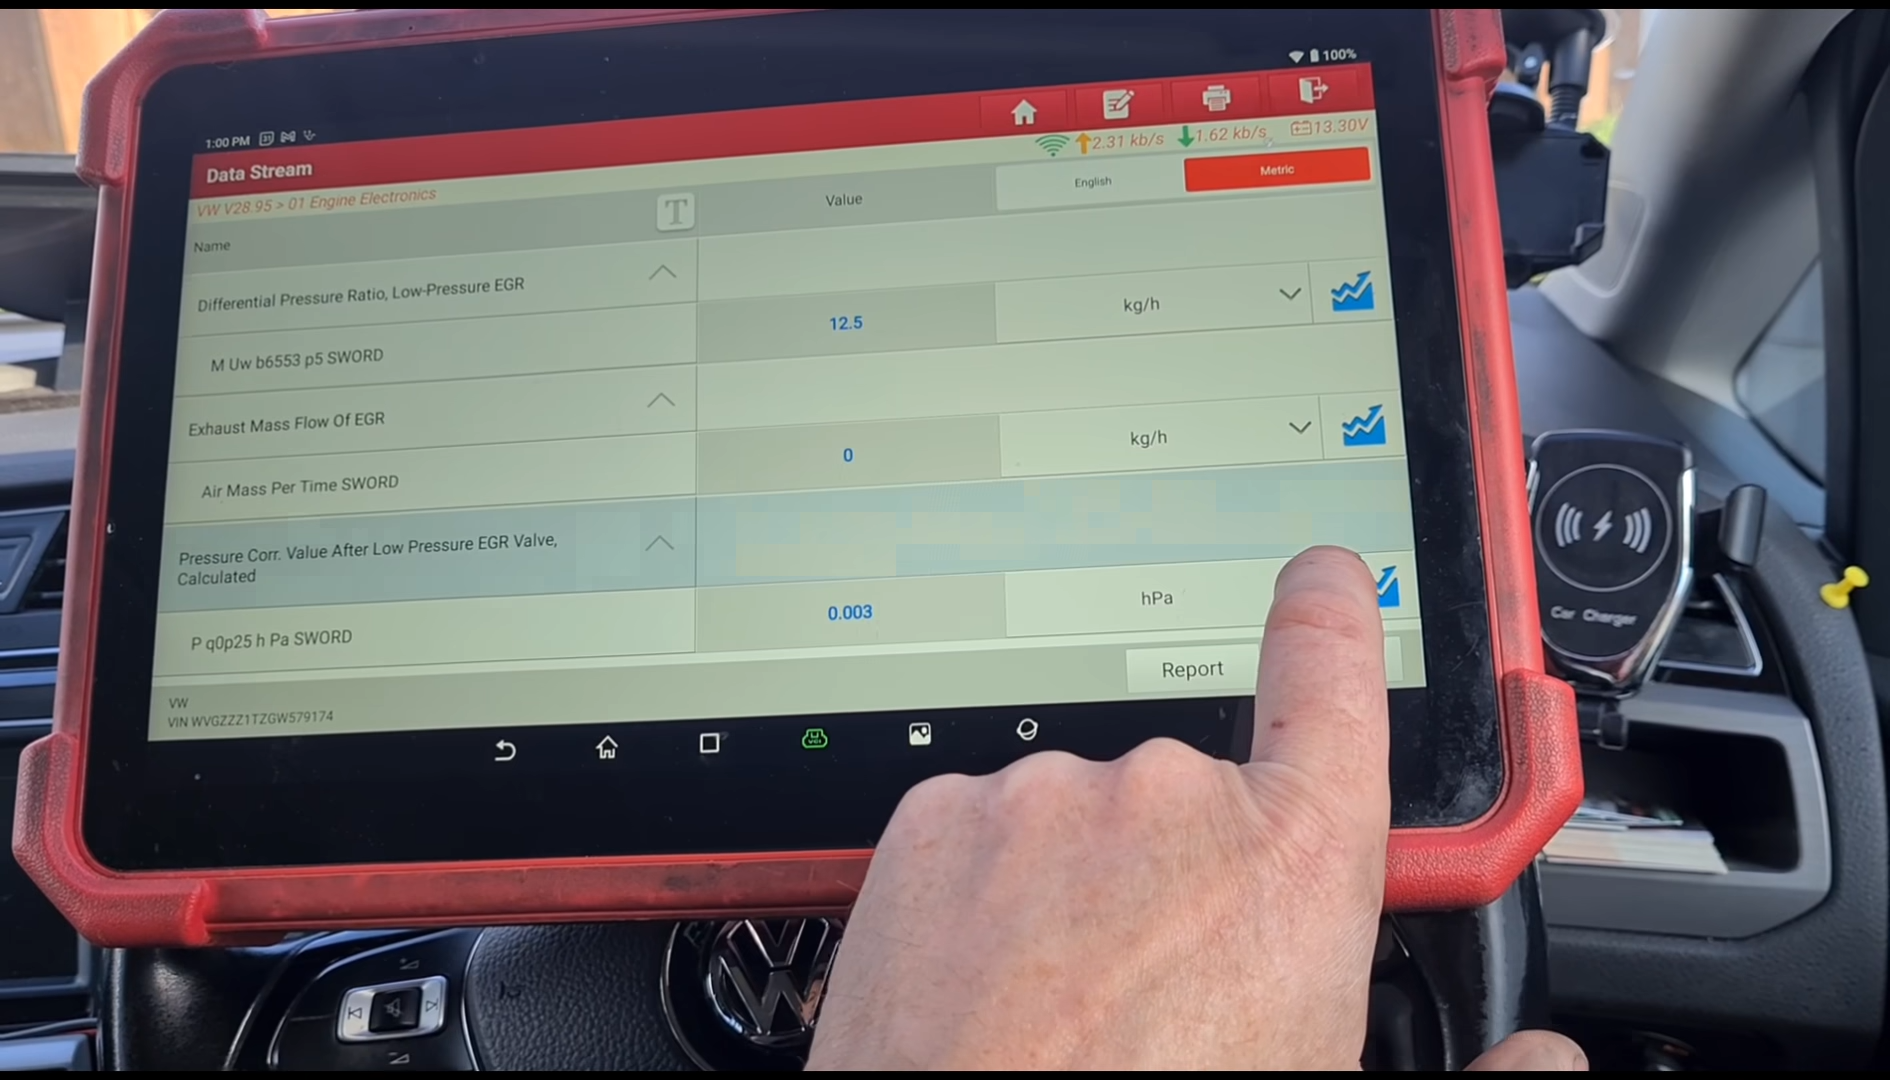 100%
1:00 PM
Data Stream
2.31 kb/s 1.62 kb/s 13.30V
VW V28.95 > 01 Engine Electronics
Name
T
Value
English
Metric
Differential Pressure Ratio, Low-Pressure EGR
M Uw b6553 p5 SWORD
12.5
kg/h
Exhaust Mass Flow Of EGR
Air Mass Per Time SWORD
0
kg/h
Pressure Corr. Value After Low Pressure EGR Valve,
Calculated
P q0p25 h Pa SWORD
0.003
hPa
Report
VW
VIN WVGZZZ1TZGW579174
VCI
Car Charger